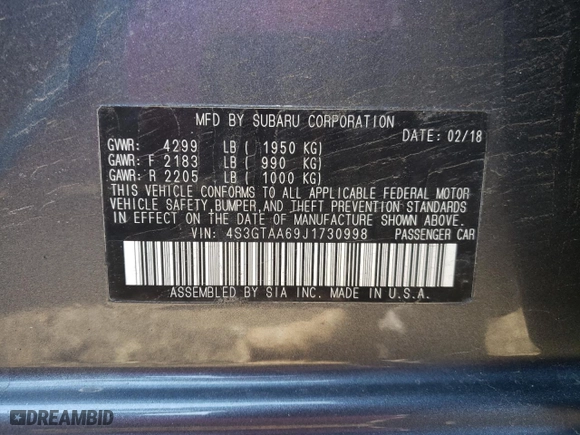 MFD BY SUBARU CORPORATION
DATE: 02/18
GVWR: 4299 LB ( 1950 KG)
GAWR: F 2183 LB ( 990 KG)
GAWR: R 2205 LB ( 1000 KG)
THIS VEHICLE CONFORMS TO ALL APPLICABLE FEDERAL MOTOR
VEHICLE SAFETY, BUMPER, AND THEFT PREVENTION STANDARDS
IN EFFECT ON THE DATE OF MANUFACTURE SHOWN ABOVE.
VIN: 4S3GTAA69J1730998 PASSENGER CAR
ASSEMBLED BY SIA INC. MADE IN U.S.A.
DREAMBID